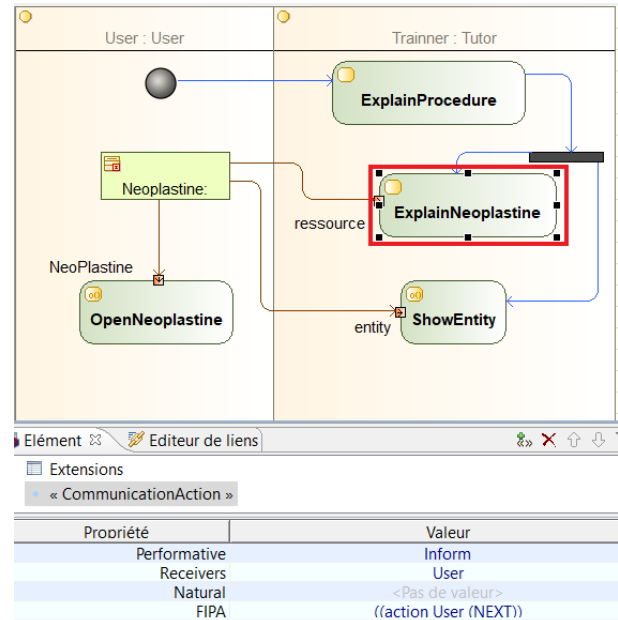 User : User
Trainner : Tutor
ExplainProcedure
Neoplastine:
ressource
ExplainNeoplastine
NeoPlastine
OpenNeoplastine
entity
ShowEntity
Elément
Editeur de liens
Extensions
« CommunicationAction »
Propriété Valeur
Performative Inform
Receivers User
Natural <Pas de valeur>
FIPA ((action User (NEXT))